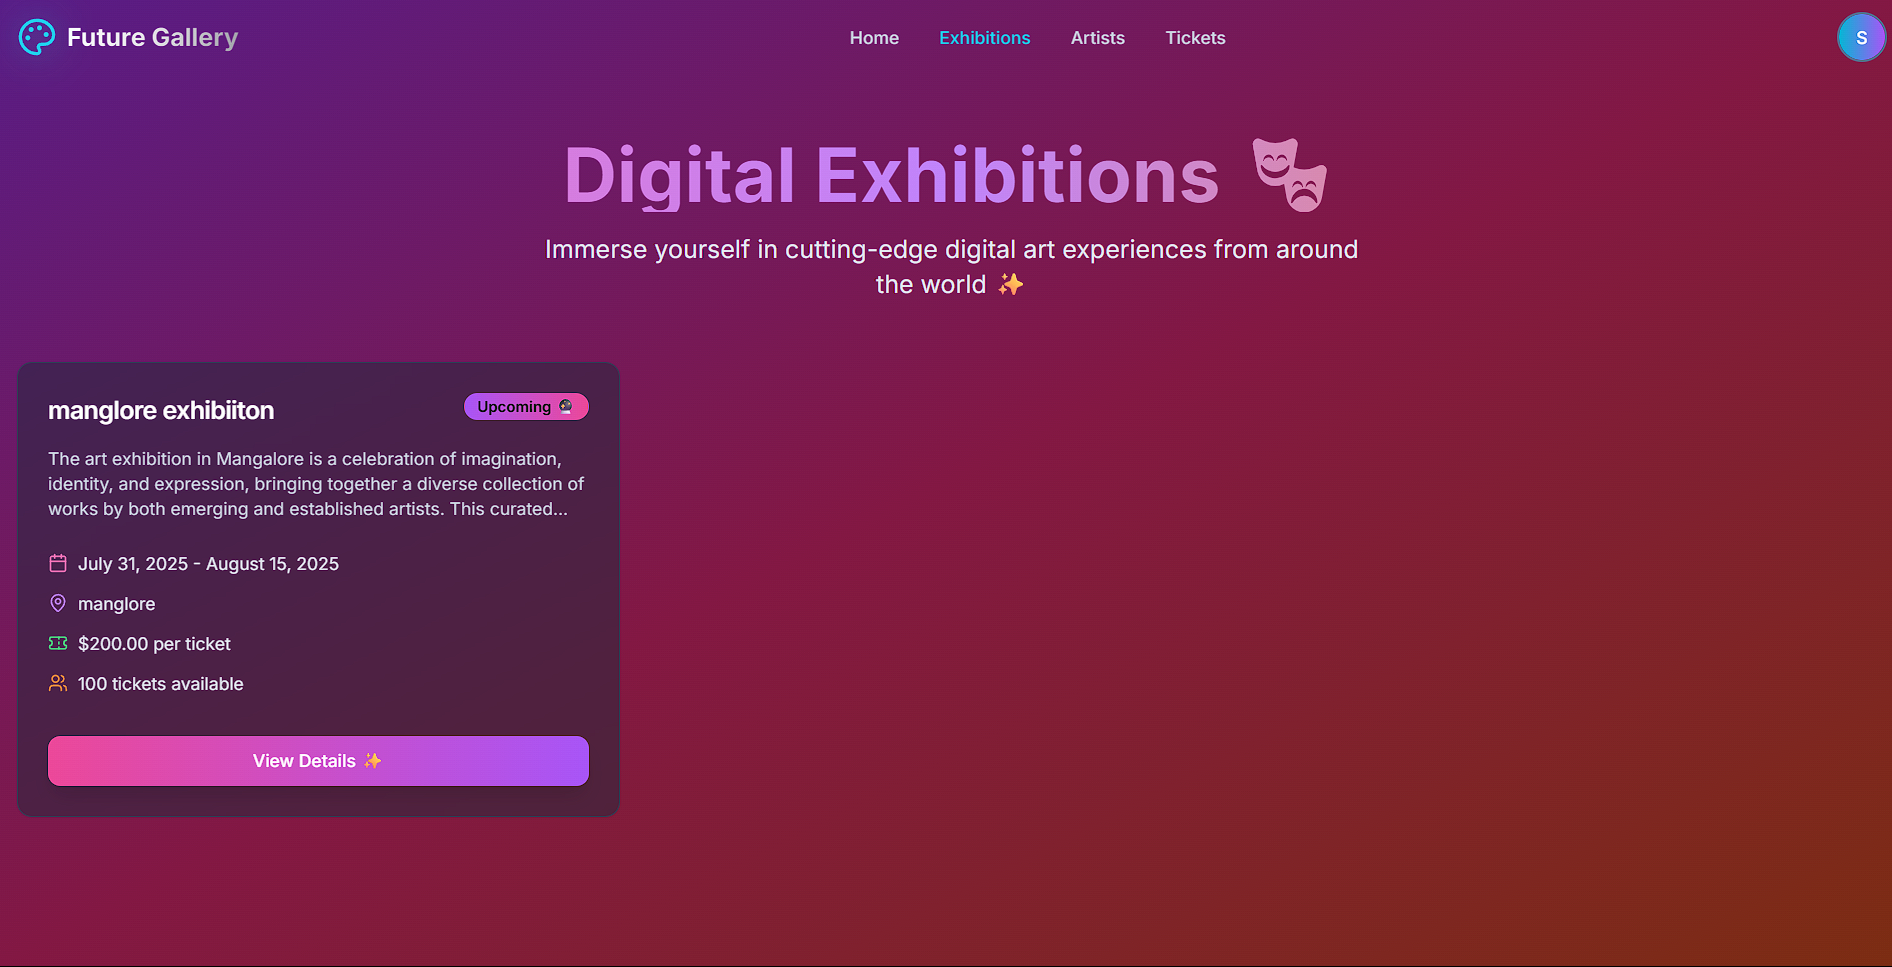 Future Gallery
Home
Exhibitions
Artists
Tickets
S
Digital Exhibitions 🎭
Immerse yourself in cutting-edge digital art experiences from around
the world ✨
manglore exhibiiton
Upcoming 🔮
The art exhibition in Mangalore is a celebration of imagination,
identity, and expression, bringing together a diverse collection of
works by both emerging and established artists. This curated...
July 31, 2025 - August 15, 2025
manglore
$200.00 per ticket
100 tickets available
View Details ✨